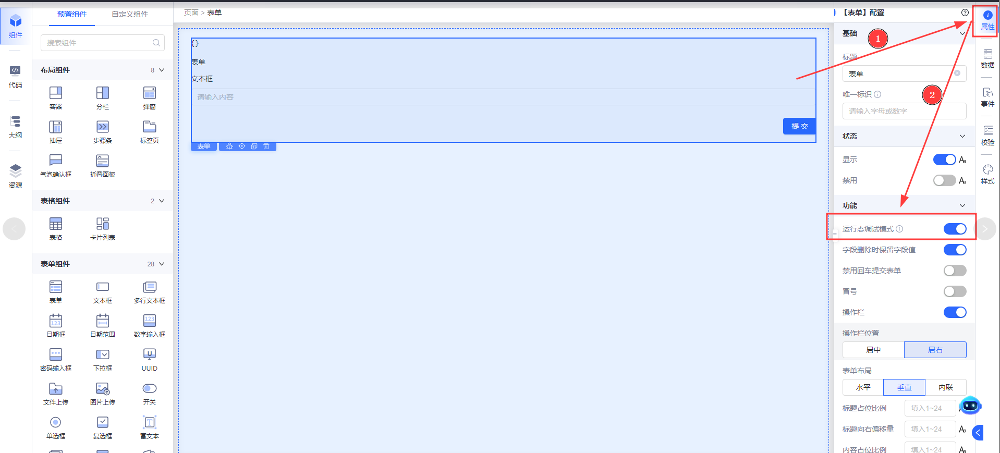 组件
代码
大纲
资源
预置组件
自定义组件
搜索组件
布局组件
8
容器
分栏
弹窗
抽屉
步骤条
标签页
气泡确认框
折叠面板
表格组件
2
表格
卡片列表
表单组件
28
表单
文本框
多行文本框
日期框
日期范围
数字输入框
密码输入框
下拉框
UUID
文件上传
图片上传
开关
单选框
复选框
富文本
页面 > 表单
{}
表单
文本框
请输入内容
提 交
表单
【表单】配置
基础
1
标题
表单
唯一标识
2
请输入字母或数字
状态
显示
禁用
功能
运行态调试模式
字段删除时保留字段值
禁用回车提交表单
冒号
操作栏
操作栏位置
居中
居右
表单布局
水平
垂直
内联
标题占位比例
填入1~24
标题向右偏移量
填入1~24
内容占位比例
填入1~24
属性
数据
事件
校验
样式